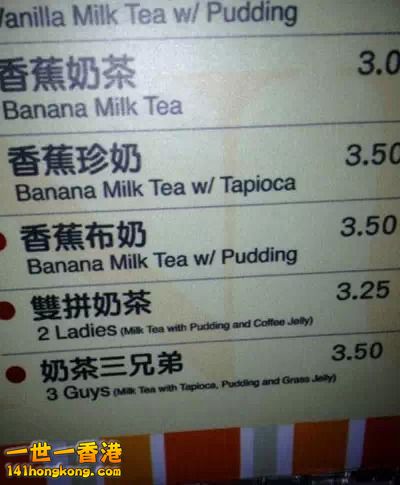 Vanilla Milk Tea w/ Pudding
香蕉奶茶 3.0
Banana Milk Tea
香蕉珍奶 3.50
Banana Milk Tea w/ Tapioca
香蕉布奶 3.50
Banana Milk Tea w/ Pudding
雙拼奶茶 3.25
2 Ladies (Milk Tea with Pudding and Coffee Jelly)
奶茶三兄弟 3.50
3 Guys (Milk Tea with Tapioca, Pudding and Grass Jelly)
一世一香港
141hongkong.com